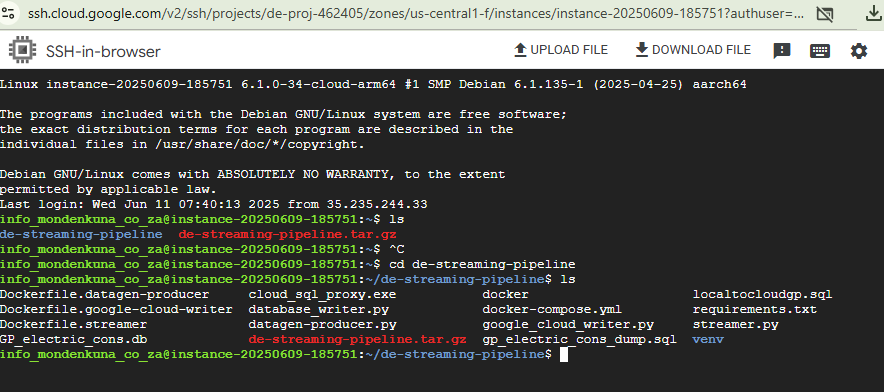 ssh.cloud.google.com/v2/ssh/projects/de-proj-462405/zones/us-central1-f/instances/instance-20250609-185751?authuser=...
SSH-in-browser
UPLOAD FILE
DOWNLOAD FILE
Linux instance-20250609-185751 6.1.0-34-cloud-arm64 #1 SMP Debian 6.1.135-1 (2025-04-25) aarch64
The programs included with the Debian GNU/Linux system are free software;
the exact distribution terms for each program are described in the
individual files in /usr/share/doc/*/copyright.
Debian GNU/Linux comes with ABSOLUTELY NO WARRANTY, to the extent
permitted by applicable law.
Last login: Wed Jun 11 07:40:13 2025 from 35.235.244.33
info_mondenkuna_co_za@instance-20250609-185751:~$ ls
de-streaming-pipeline  de-streaming-pipeline.tar.gz
info_mondenkuna_co_za@instance-20250609-185751:~$ ^C
info_mondenkuna_co_za@instance-20250609-185751:~$ cd de-streaming-pipeline
info_mondenkuna_co_za@instance-20250609-185751:~/de-streaming-pipeline$ ls
Dockerfile.datagen-producer     cloud_sql_proxy.exe           docker                    localtocloudgp.sql
Dockerfile.google-cloud-writer  database_writer.py            docker-compose.yml        requirements.txt
Dockerfile.streamer             datagen-producer.py           google_cloud_writer.py    streamer.py
GP_electric_cons.db             de-streaming-pipeline.tar.gz  gp_electric_cons_dump.sql  venv
info_mondenkuna_co_za@instance-20250609-185751:~/de-streaming-pipeline$